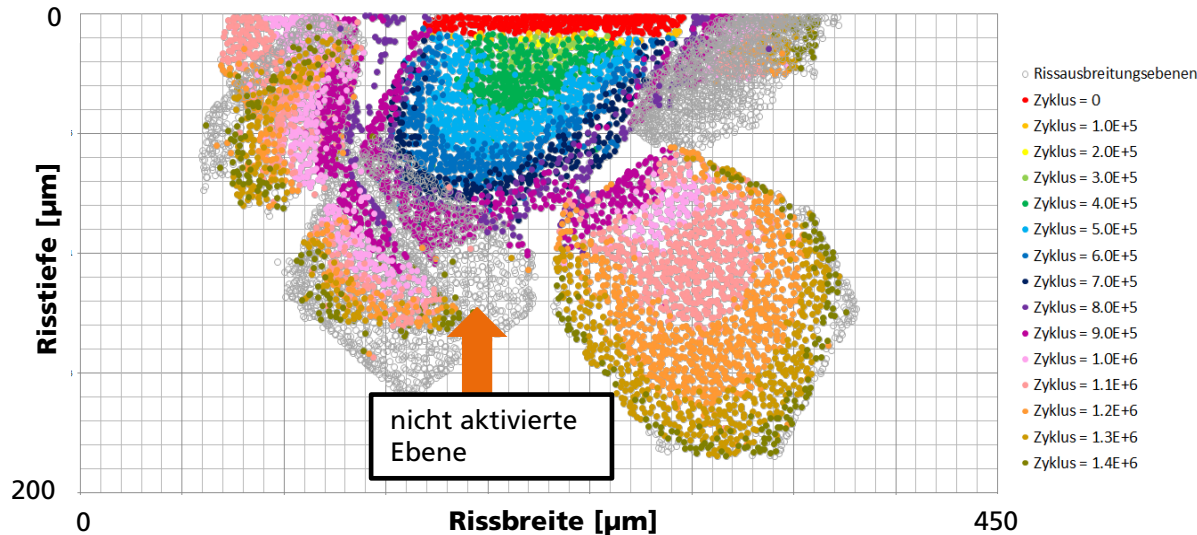 0
Risstiefe [µm]
200
0
Rissbreite [µm]
450
nicht aktivierte
Ebene
Rissausbreitungsebenen
Zyklus = 0
Zyklus = 1.0E+5
Zyklus = 2.0E+5
Zyklus = 3.0E+5
Zyklus = 4.0E+5
Zyklus = 5.0E+5
Zyklus = 6.0E+5
Zyklus = 7.0E+5
Zyklus = 8.0E+5
Zyklus = 9.0E+5
Zyklus = 1.0E+6
Zyklus = 1.1E+6
Zyklus = 1.2E+6
Zyklus = 1.3E+6
Zyklus = 1.4E+6